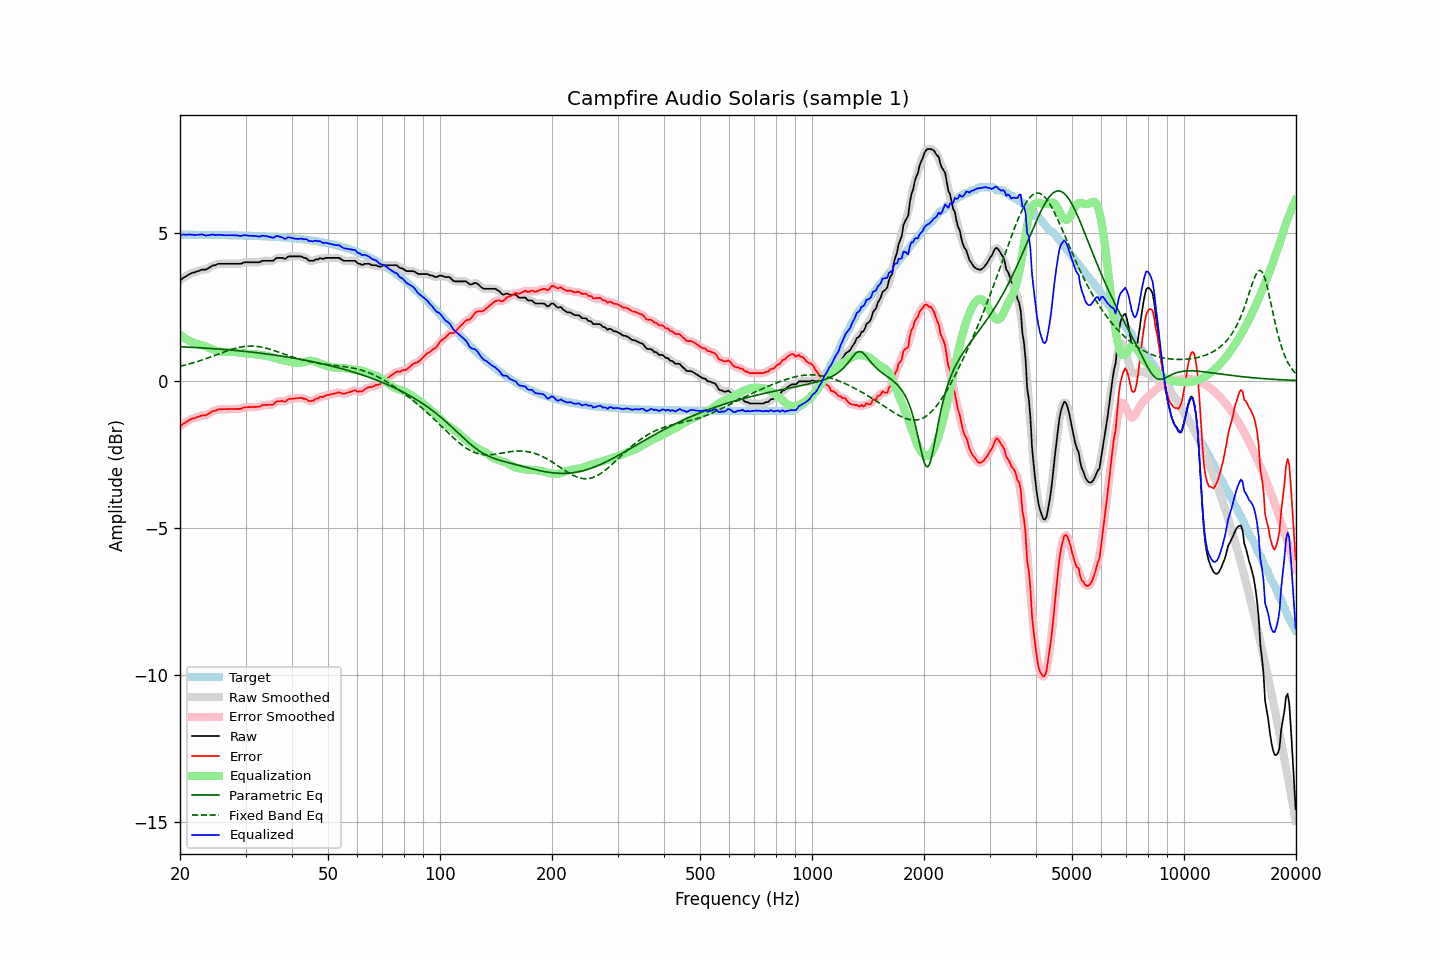 Campfire Audio Solaris (sample 1)
5
0
−5
−10
−15
Amplitude (dBr)
Target
Raw Smoothed
Error Smoothed
Raw
Error
Equalization
Parametric Eq
Fixed Band Eq
Equalized
20 50 100 200 500 1000 2000 5000 10000 20000
Frequency (Hz)